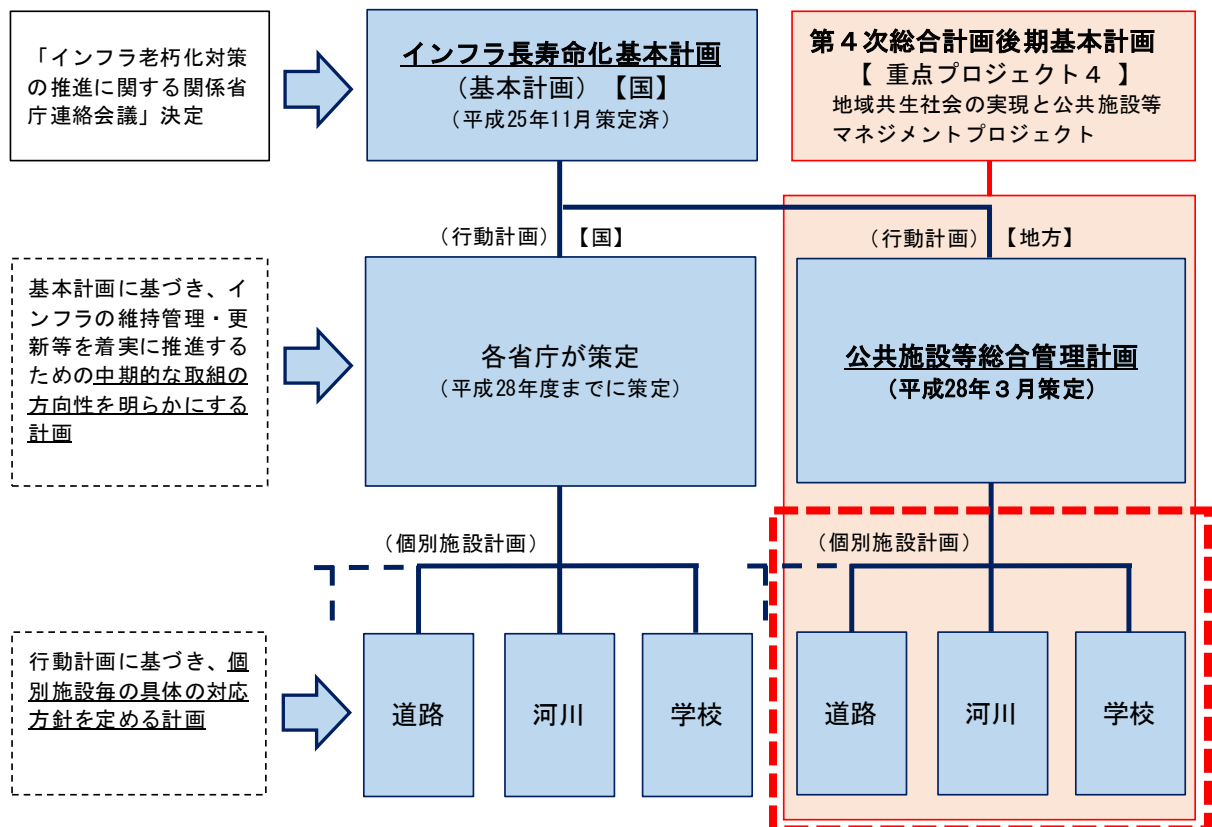 「インフラ老朽化対策
の推進に関する関係省
庁連絡会議」決定
インフラ長寿命化基本計画
（基本計画）【国】
（平成25年11月策定済）
第４次総合計画後期基本計画
【 重点プロジェクト４ 】
地域共生社会の実現と公共施設等
マネジメントプロジェクト
（行動計画）【国】
（行動計画）【地方】
基本計画に基づき、イ
ンフラの維持管理・更
新等を着実に推進する
ための中期的な取組の
方向性を明らかにする
計画
各省庁が策定
（平成28年度までに策定）
公共施設等総合管理計画
（平成28年３月策定）
（個別施設計画）
（個別施設計画）
行動計画に基づき、個
別施設毎の具体の対応
方針を定める計画
道路
河川
学校
道路
河川
学校